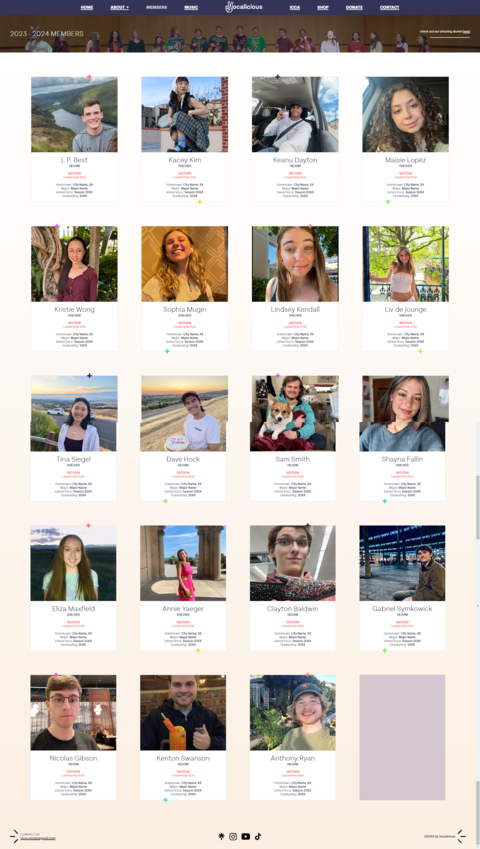 HOME ABOUT MEMBERS MUSIC Vocalicious ICCA SHOP DONATE CONTACT
2023 - 2024 MEMBERS
check out our amazing alumni here!
J. P. Best
HE/HIM
SECTION
Leadership Role
Hometown: City Name, XX
Major: Major Name
Joined Voca: Season 20XX
Graduating: 20XX
Kacey Kim
SHE/HER
SECTION
Leadership Role
Hometown: City Name, XX
Major: Major Name
Joined Voca: Season 20XX
Graduating: 20XX
Keanu Dayton
HE/HIM
SECTION
Leadership Role
Hometown: City Name, XX
Major: Major Name
Joined Voca: Season 20XX
Graduating: 20XX
Maisie Lopez
SHE/HER
SECTION
Leadership Role
Hometown: City Name, XX
Major: Major Name
Joined Voca: Season 20XX
Graduating: 20XX
Kristie Wong
SHE/HER
SECTION
Leadership Role
Hometown: City Name, XX
Major: Major Name
Joined Voca: Season 20XX
Graduating: 20XX
Sophia Mugin
SHE/HER
SECTION
Leadership Role
Hometown: City Name, XX
Major: Major Name
Joined Voca: Season 20XX
Graduating: 20XX
Lindsey Kendall
SHE/HER
SECTION
Leadership Role
Hometown: City Name, XX
Major: Major Name
Joined Voca: Season 20XX
Graduating: 20XX
Liv de Jounge
SHE/HER
SECTION
Leadership Role
Hometown: City Name, XX
Major: Major Name
Joined Voca: Season 20XX
Graduating: 20XX
Tina Siegel
SHE/HER
SECTION
Leadership Role
Hometown: City Name, XX
Major: Major Name
Joined Voca: Season 20XX
Graduating: 20XX
Dave Hock
HE/HIM
SECTION
Leadership Role
Hometown: City Name, XX
Major: Major Name
Joined Voca: Season 20XX
Graduating: 20XX
Sam Smith
HE/HIM
SECTION
Leadership Role
Hometown: City Name, XX
Major: Major Name
Joined Voca: Season 20XX
Graduating: 20XX
Shayna Fallin
SHE/HER
SECTION
Leadership Role
Hometown: City Name, XX
Major: Major Name
Joined Voca: Season 20XX
Graduating: 20XX
Eliza Maxfield
SHE/HER
SECTION
Leadership Role
Hometown: City Name, XX
Major: Major Name
Joined Voca: Season 20XX
Graduating: 20XX
Annie Yaeger
SHE/HER
SECTION
Leadership Role
Hometown: City Name, XX
Major: Major Name
Joined Voca: Season 20XX
Graduating: 20XX
Clayton Baldwin
HE/HIM
SECTION
Leadership Role
Hometown: City Name, XX
Major: Major Name
Joined Voca: Season 20XX
Graduating: 20XX
Gabriel Symkowick
HE/HIM
SECTION
Leadership Role
Hometown: City Name, XX
Major: Major Name
Joined Voca: Season 20XX
Graduating: 20XX
Nicolas Gibson
HE/HIM
SECTION
Leadership Role
Hometown: City Name, XX
Major: Major Name
Joined Voca: Season 20XX
Graduating: 20XX
Kenton Swanson
HE/HIM
SECTION
Leadership Role
Hometown: City Name, XX
Major: Major Name
Joined Voca: Season 20XX
Graduating: 20XX
Anthony Ryan
HE/HIM
SECTION
Leadership Role
Hometown: City Name, XX
Major: Major Name
Joined Voca: Season 20XX
Graduating: 20XX
CONTACT US